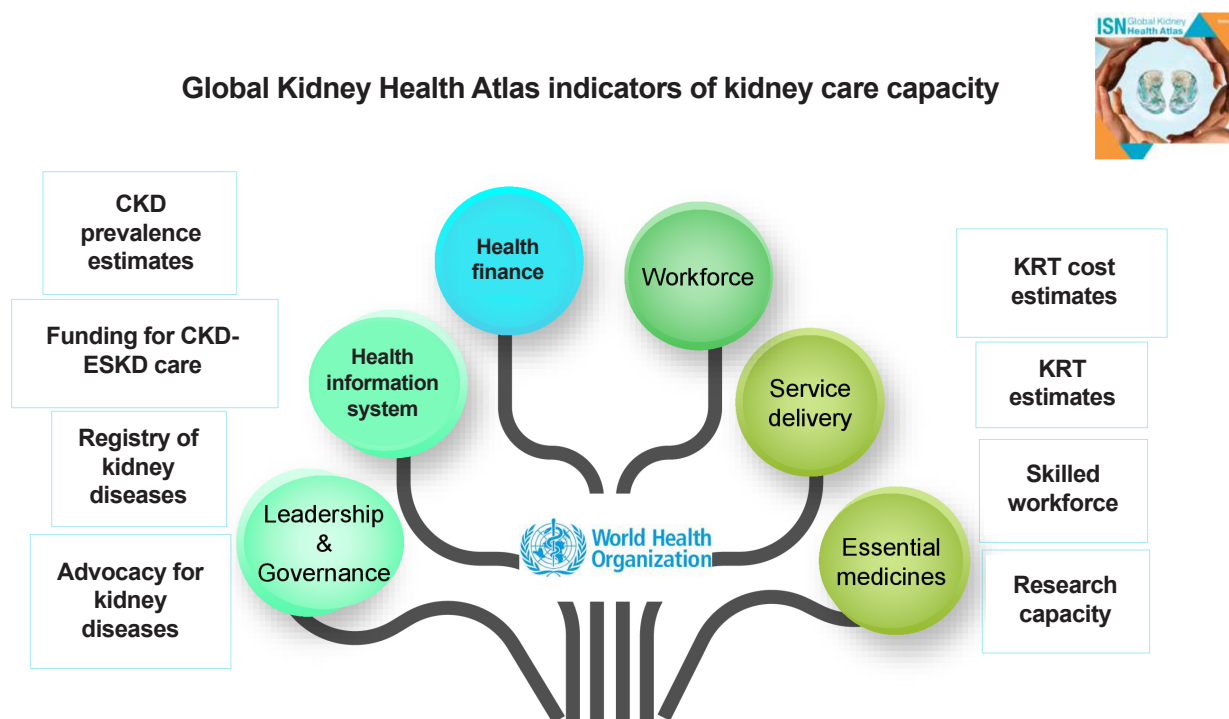 ISN Global Kidney
Health Atlas
Global Kidney Health Atlas indicators of kidney care capacity
CKD
prevalence
estimates
Funding for CKD-
ESKD care
Registry of
kidney
diseases
Advocacy for
kidney
diseases
Health
finance
Workforce
Health
information
system
Service
delivery
Leadership
&
Governance
World Health
Organization
Essential
medicines
KRT cost
estimates
KRT
estimates
Skilled
workforce
Research
capacity